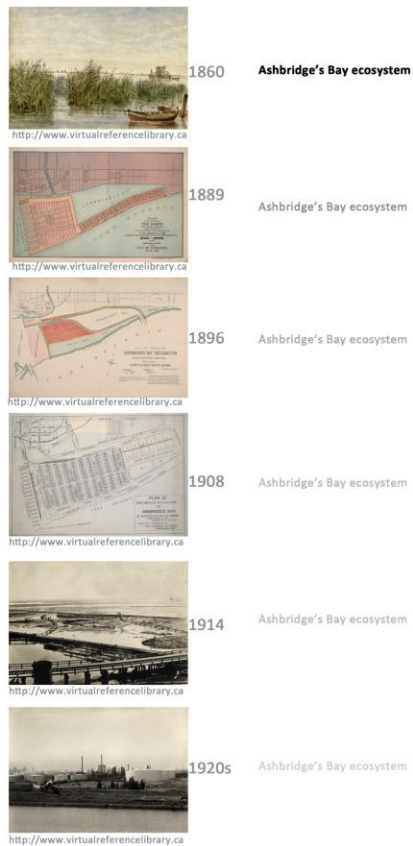 1860 Ashbridge's Bay ecosystem
http://www.virtualreferencelibrary.ca
1889 Ashbridge's Bay ecosystem
http://www.virtualreferencelibrary.ca
1896 Ashbridge's Bay ecosystem
http://www.virtualreferencelibrary.ca
1908 Ashbridge's Bay ecosystem
PLAN OF
http://www.virtualreferencelibrary.ca
1914 Ashbridge's Bay ecosystem
http://www.virtualreferencelibrary.ca
1920s Ashbridge's Bay ecosystem
http://www.virtualreferencelibrary.ca